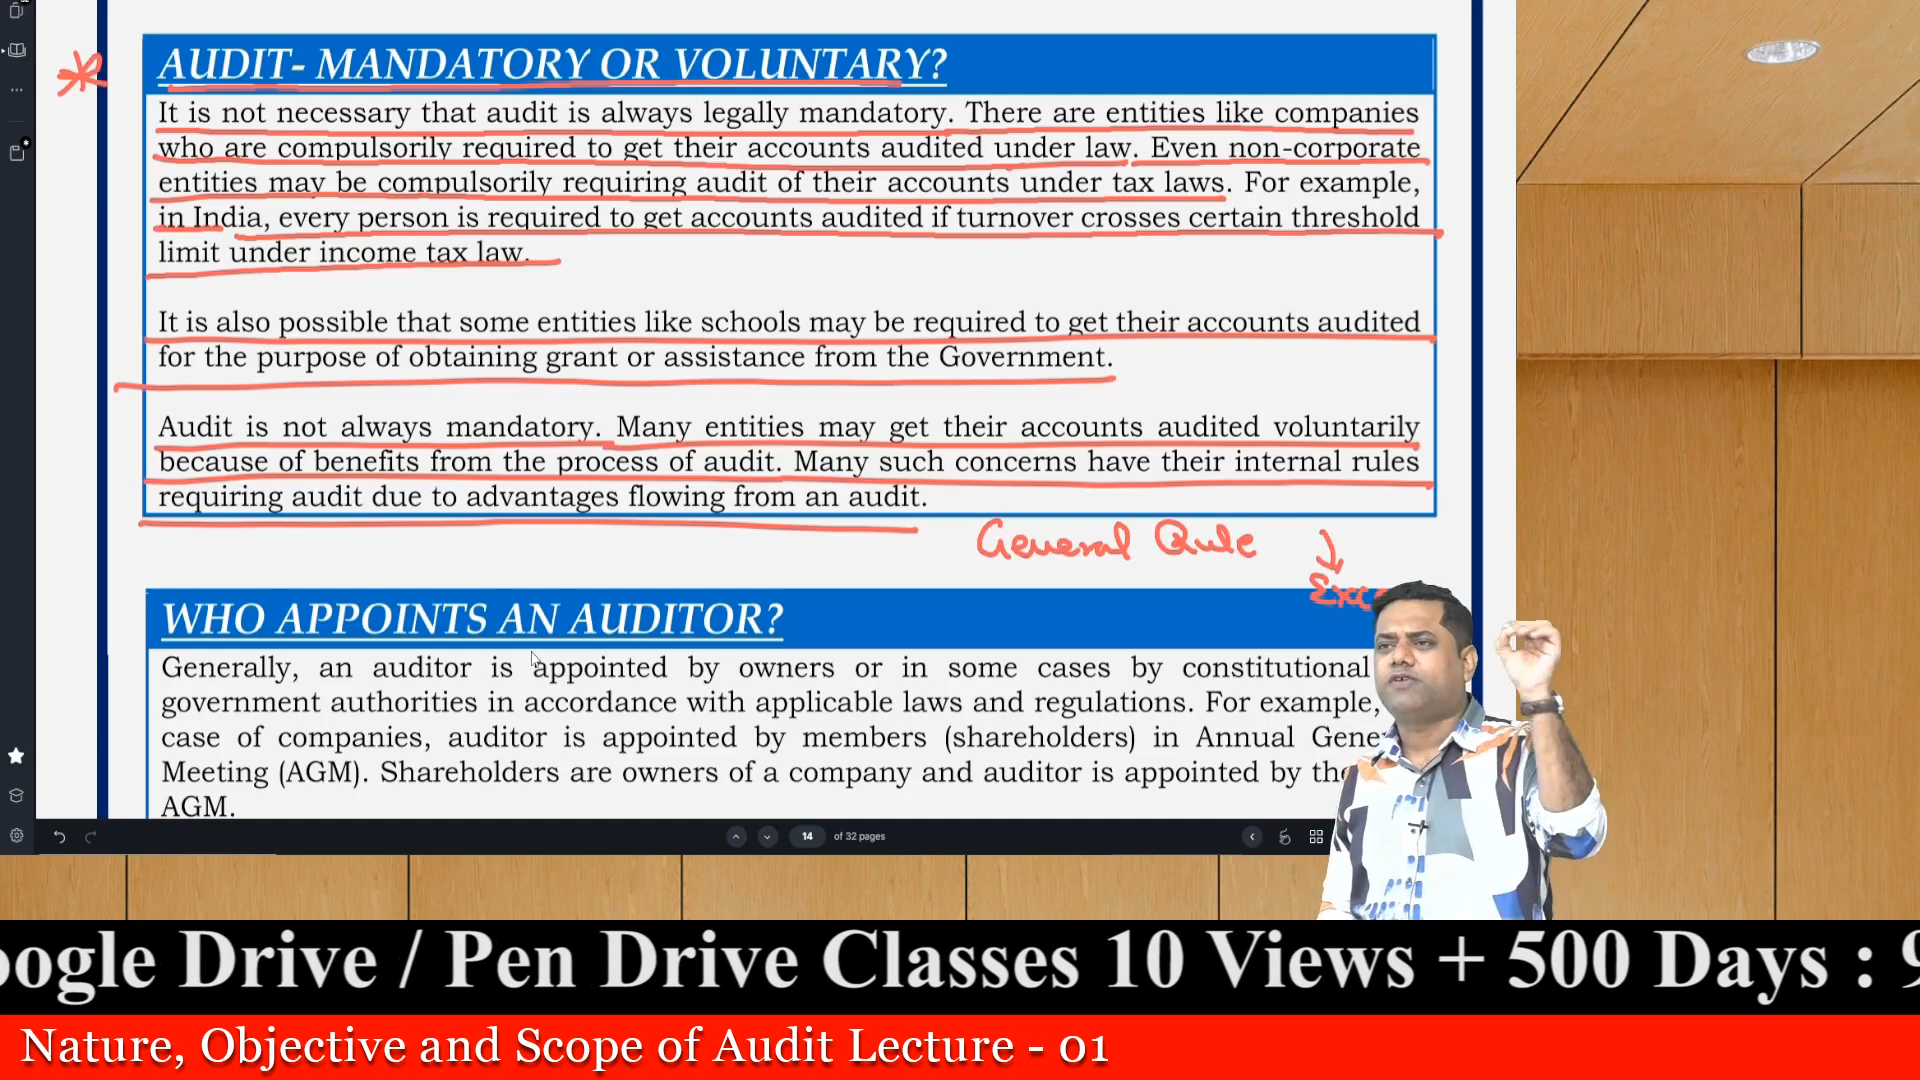 AUDIT- MANDATORY OR VOLUNTARY?
It is not necessary that audit is always legally mandatory. There are entities like companies
who are compulsorily required to get their accounts audited under law. Even non-corporate
entities may be compulsorily requiring audit of their accounts under tax laws. For example,
in India, every person is required to get accounts audited if turnover crosses certain threshold
limit under income tax law.
It is also possible that some entities like schools may be required to get their accounts audited
for the purpose of obtaining grant or assistance from the Government.
Audit is not always mandatory. Many entities may get their accounts audited voluntarily
because of benefits from the process of audit. Many such concerns have their internal rules
requiring audit due to advantages flowing from an audit.
General Rule
WHO APPOINTS AN AUDITOR?
Generally, an auditor is appointed by owners or in some cases by constitutional
government authorities in accordance with applicable laws and regulations. For example,
case of companies, auditor is appointed by members (shareholders) in Annual
Meeting (AGM). Shareholders are owners of a company and auditor is appointed by
AGM.
14 of 32 pages
Drive / Pen Drive Classes 10 Views + 500 Days :
Nature, Objective and Scope of Audit Lecture - 01